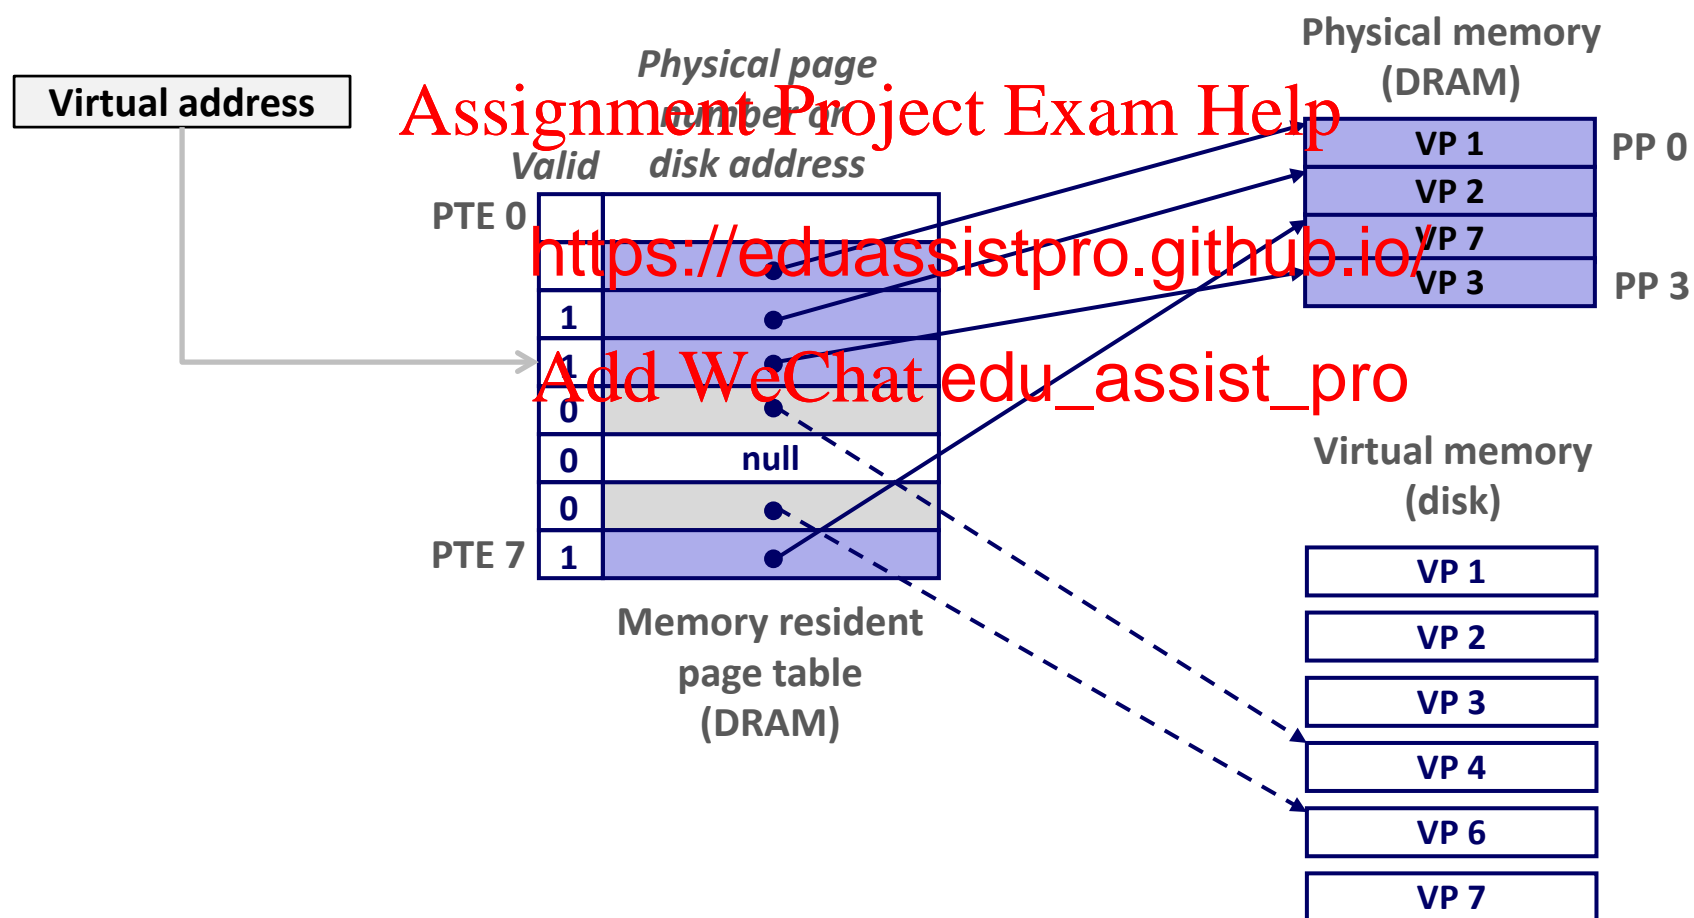 Physical memory
(DRAM)
Physical page
number or
disk address
Virtual address
Assignment Project Exam Help
Valid
VP 1
PP 0
VP 2
VP 7
VP 3
PP 3
PTE 0
https://eduassistpro.github.io/
1
1
Add WeChat edu_assist_pro
0
0
null
0
PTE 7
1
Memory resident
page table
(DRAM)
Virtual memory
(disk)
VP 1
VP 2
VP 3
VP 4
VP 6
VP 7